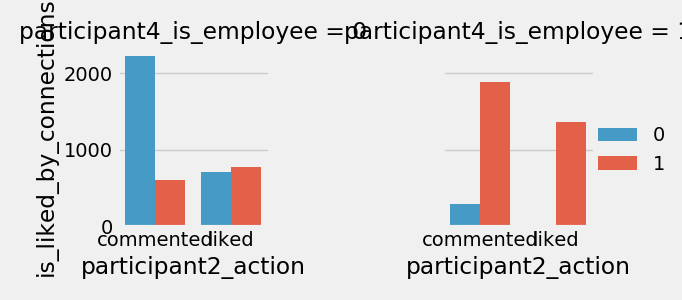 participant4_is_employee = 0
participant4_is_employee = 1
is_liked_by_connections
2000
1000
0
commented
liked
commented
liked
participant2_action
participant2_action
0
1